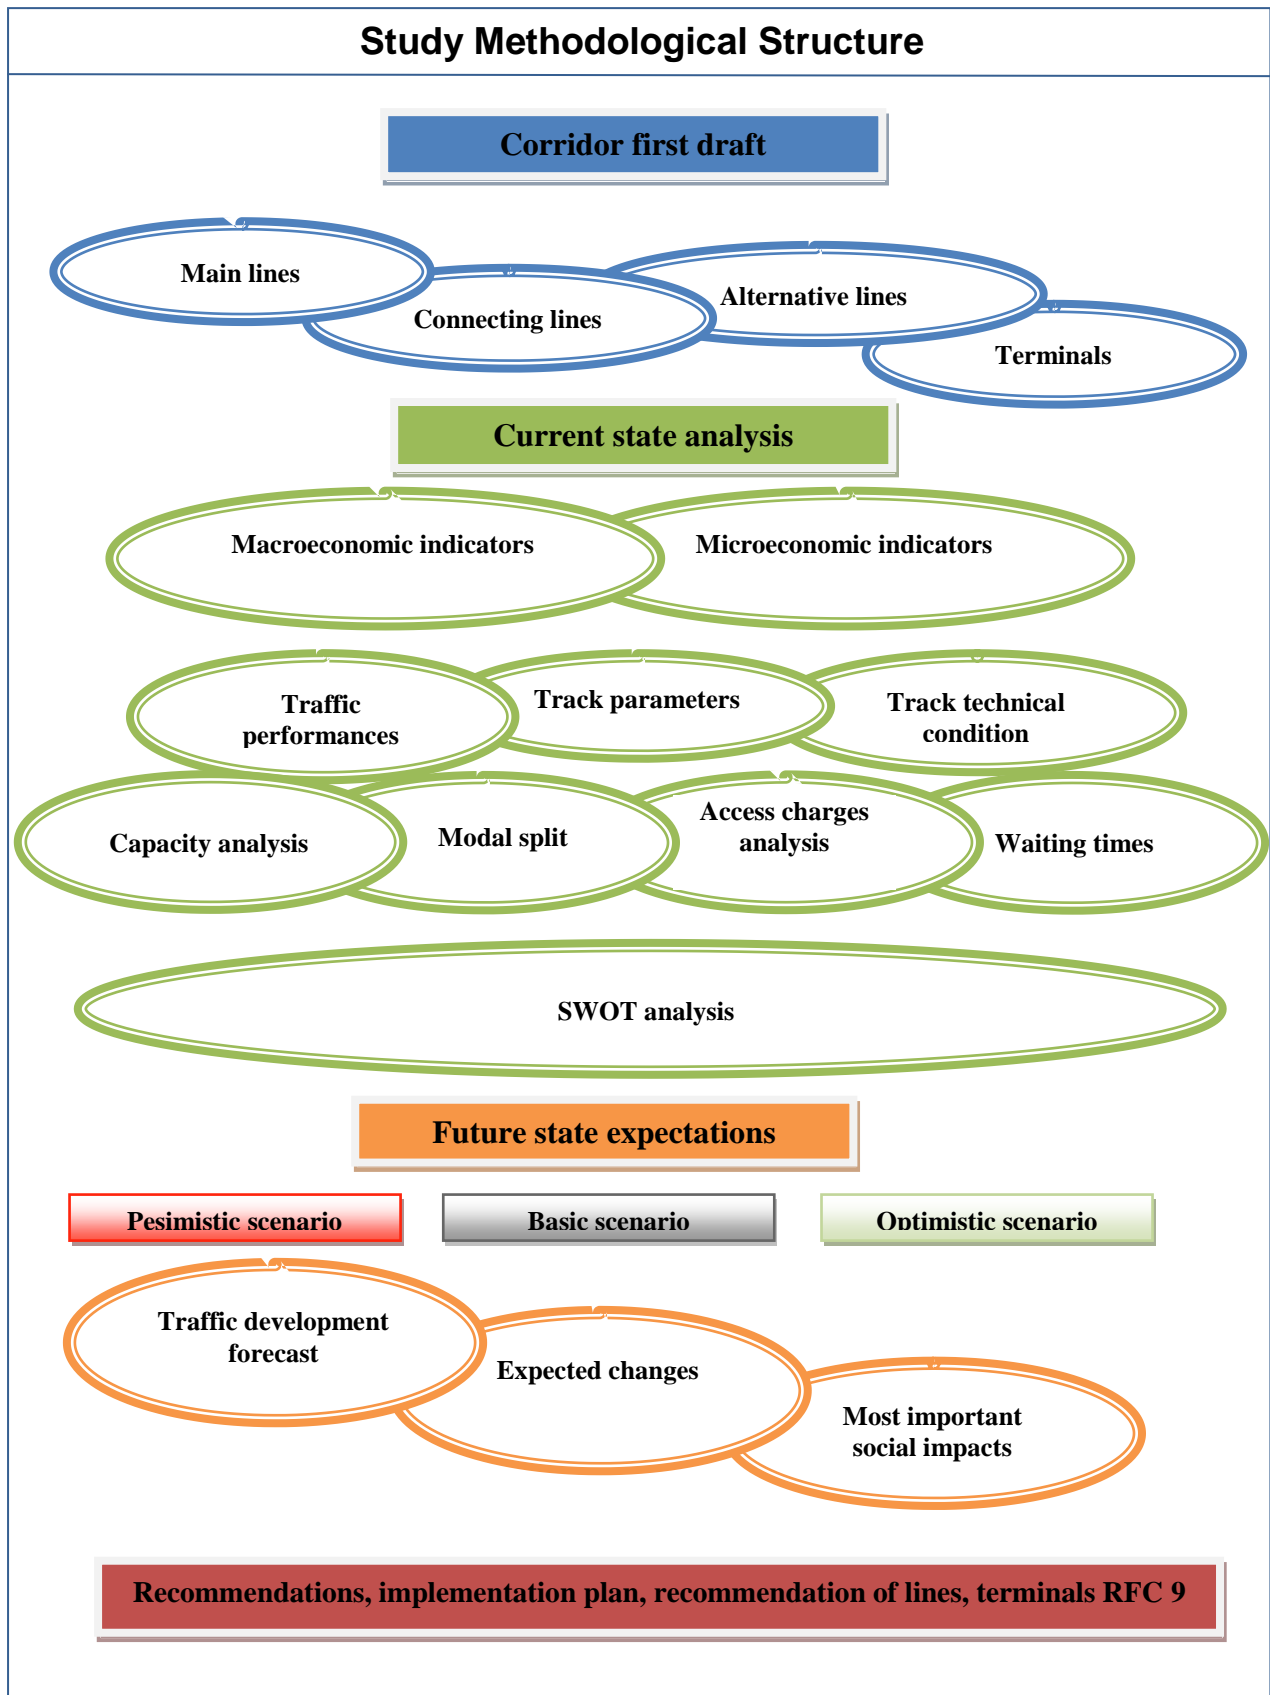 Study Methodological Structure
Corridor first draft
Main lines
Connecting lines
Alternative lines
Terminals
Current state analysis
Macroeconomic indicators
Microeconomic indicators
Traffic
performances
Track parameters
Track technical
condition
Capacity analysis
Modal split
Access charges
analysis
Waiting times
SWOT analysis
Future state expectations
Pesimistic scenario
Basic scenario
Optimistic scenario
Traffic development
forecast
Expected changes
Most important
social impacts
Recommendations, implementation plan, recommendation of lines, terminals RFC 9